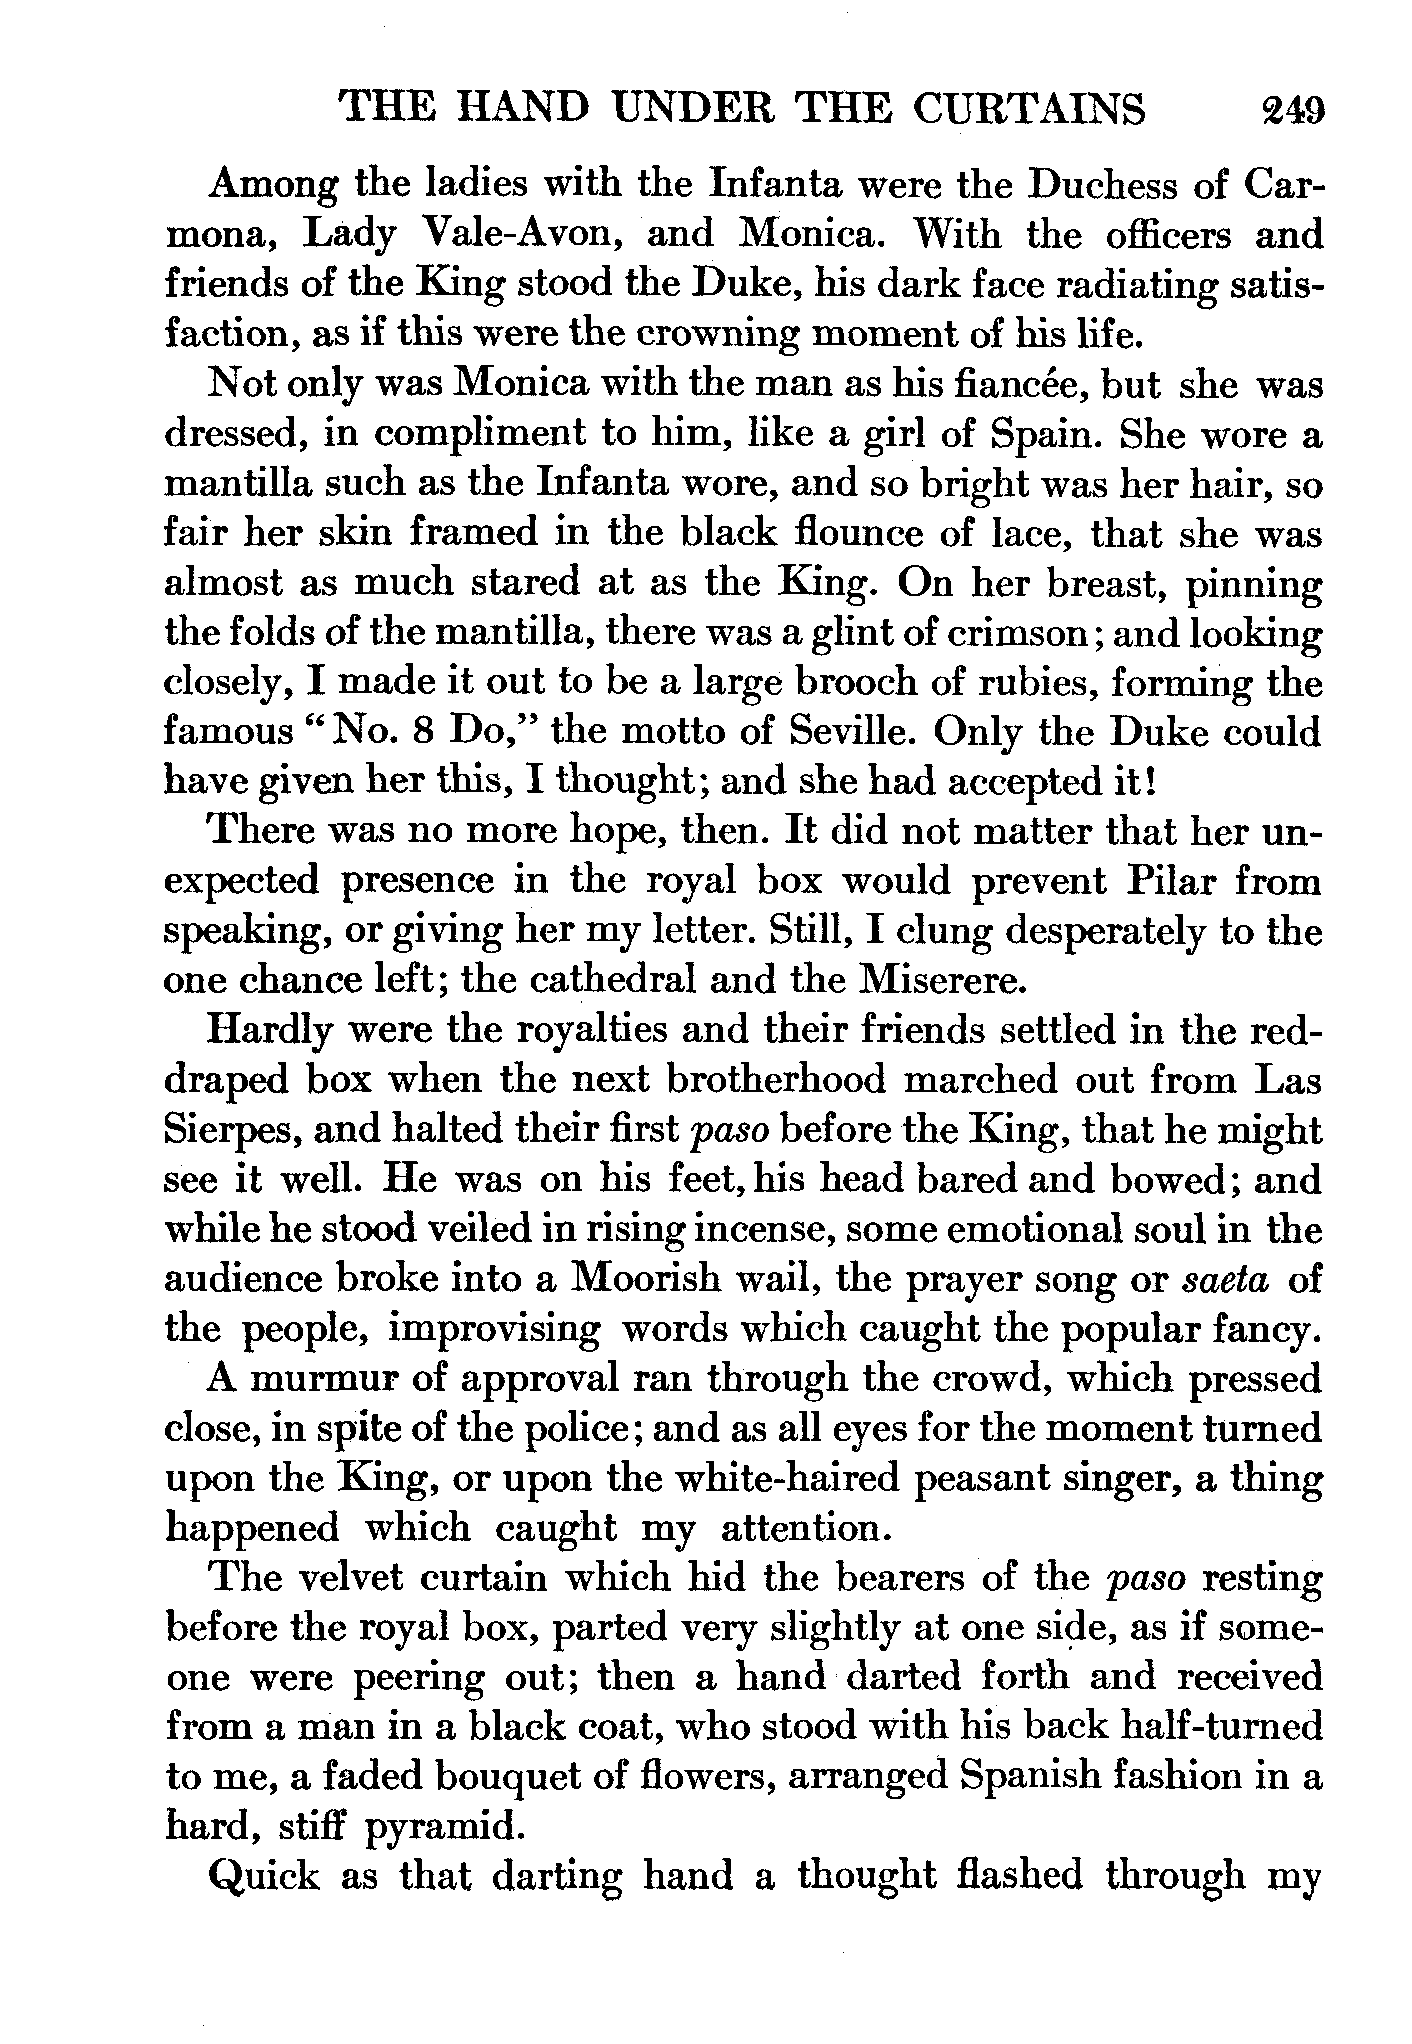 THE HAND UNDER THE CURTAINS 249
Among the ladies with the Infanta were the Duchess of Car-
mona, Lady Vale-Avon, and Monica. With the officers and
friends of the King stood the Duke, his dark face radiating satis-
faction, as if this were the crowning moment of his life.
Not only was Monica with the man as his fiancée, but she was
dressed, in compliment to him, like a girl of Spain. She wore a
mantilla such as the Infanta wore, and so bright was her hair, so
fair her skin framed in the black flounce of lace, that she was
almost as much stared at as the King. On her breast, pinning
the folds of the mantilla, there was a glint of crimson; and looking
closely, I made it out to be a large brooch of rubies, forming the
famous “No. 8 Do,” the motto of Seville. Only the Duke could
have given her this, I thought; and she had accepted it!
There was no more hope, then. It did not matter that her un-
expected presence in the royal box would prevent Pilar from
speaking, or giving her my letter. Still, I clung desperately to the
one chance left; the cathedral and the Miserere.
Hardly were the royalties and their friends settled in the red-
draped box when the next brotherhood marched out from Las
Sierpes, and halted their first paso before the King, that he might
see it well. He was on his feet, his head bared and bowed; and
while he stood veiled in rising incense, some emotional soul in the
audience broke into a Moorish wail, the prayer song or saeta of
the people, improvising words which caught the popular fancy.
A murmur of approval ran through the crowd, which pressed
close, in spite of the police; and as all eyes for the moment turned
upon the King, or upon the white-haired peasant singer, a thing
happened which caught my attention.
The velvet curtain which hid the bearers of the paso resting
before the royal box, parted very slightly at one side, as if some-
one were peering out; then a hand darted forth and received
from a man in a black coat, who stood with his back half-turned
to me, a faded bouquet of flowers, arranged Spanish fashion in a
hard, stiff pyramid.
Quick as that darting hand a thought flashed through my